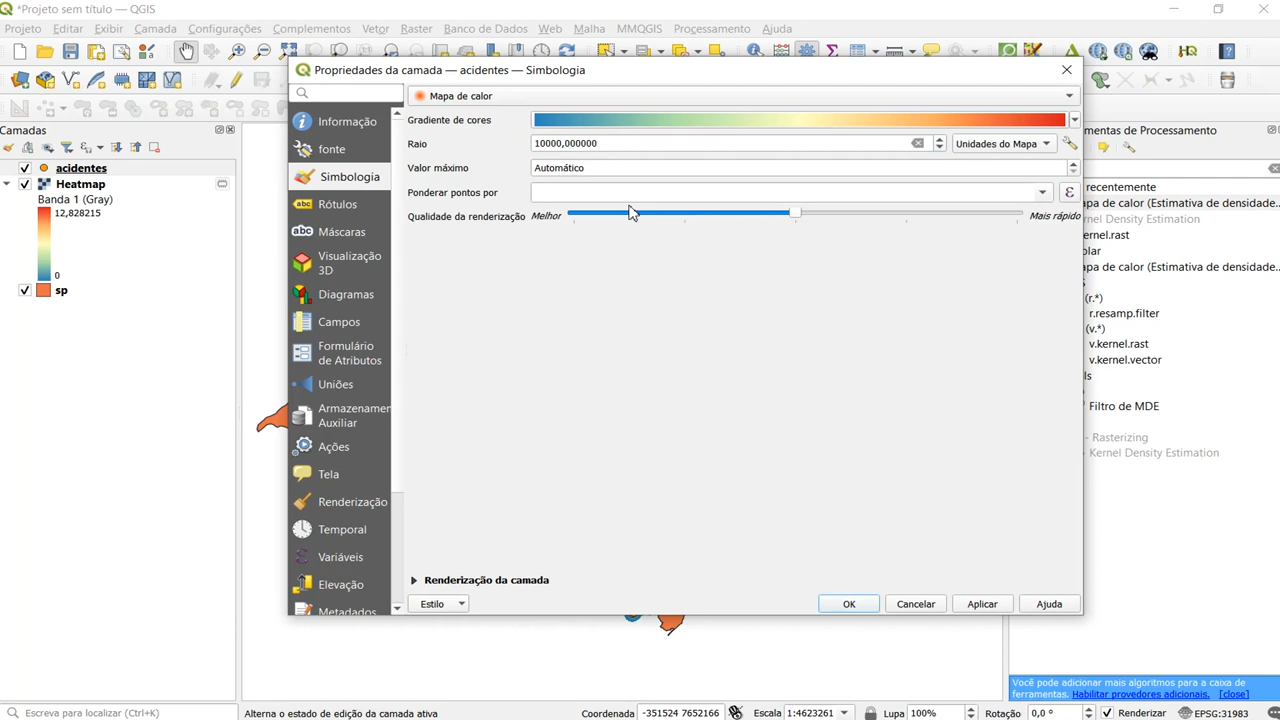 *Projeto sem título — QGIS
Projeto Editar Exibir Camada Configurações Complementos Vetor Raster Banco de Dados Web Malha MMQGIS Processamento Ajuda
Propriedades da camada — acidentes — Simbologia
Camadas
acidentes
Heatmap
Banda 1 (Gray)
12,828215
0
sp
Informação
fonte
Simbologia
Rótulos
Máscaras
Visualização
3D
Diagramas
Campos
Formulário
de Atributos
Uniões
Armazenamen
Auxiliar
Ações
Tela
Renderização
Temporal
Variáveis
Elevação
Metadados
Mapa de calor
Gradiente de cores
Raio 10000,000000 Unidades do Mapa
Valor máximo Automático
Ponderar pontos por
Qualidade da renderização Melhor Mais rápido
Renderização da camada
Estilo OK Cancelar Aplicar Ajuda
mentas de Processamento
recentemente
apa de calor (Estimativa de densidade...
rnel Density Estimation
ernel.rast
olar
apa de calor (Estimativa de densidade...
s
(r.*)
r.resamp.filter
(v.*)
v.kernel.rast
v.kernel.vector
ls
Filtro de MDE
- Rasterizing
- Kernel Density Estimation
Você pode adicionar mais algoritmos para a caixa de
ferramentas. Habilitar provedores adicionais. [close]
Escreva para localizar (Ctrl+K) Alterna o estado de edição da camada ativa Coordenada -351524 7652166 Escala 1:4623261 Lupa 100% Rotação 0,0 ° Renderizar EPSG:31983